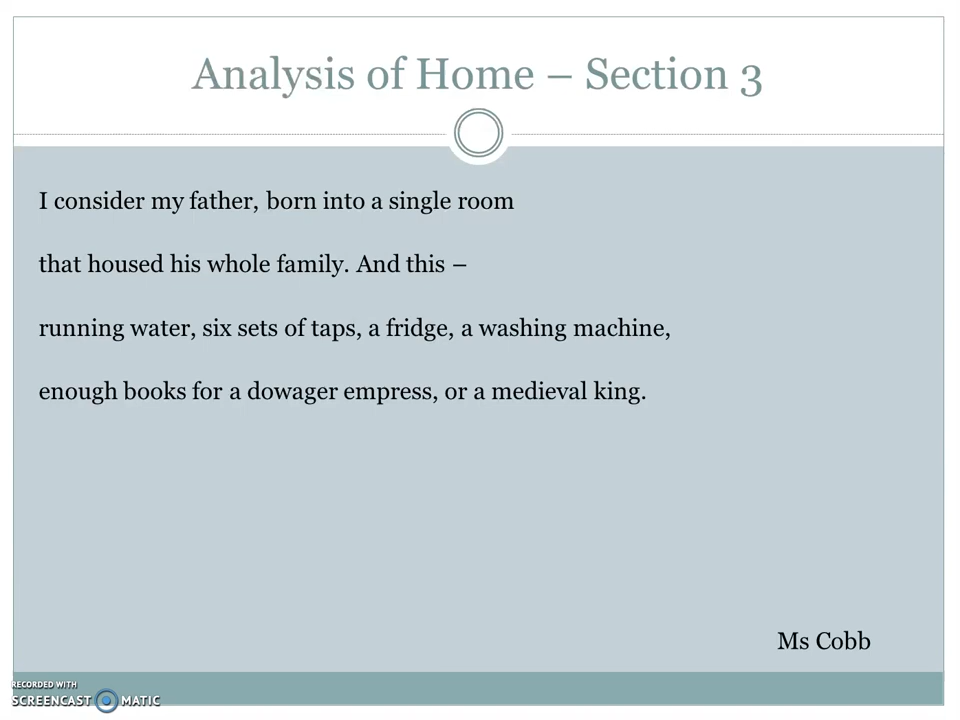 Analysis of Home – Section 3
I consider my father, born into a single room
that housed his whole family. And this –
running water, six sets of taps, a fridge, a washing machine,
enough books for a dowager empress, or a medieval king.
Ms Cobb
RECORDED WITH
SCREENCAST MATIC